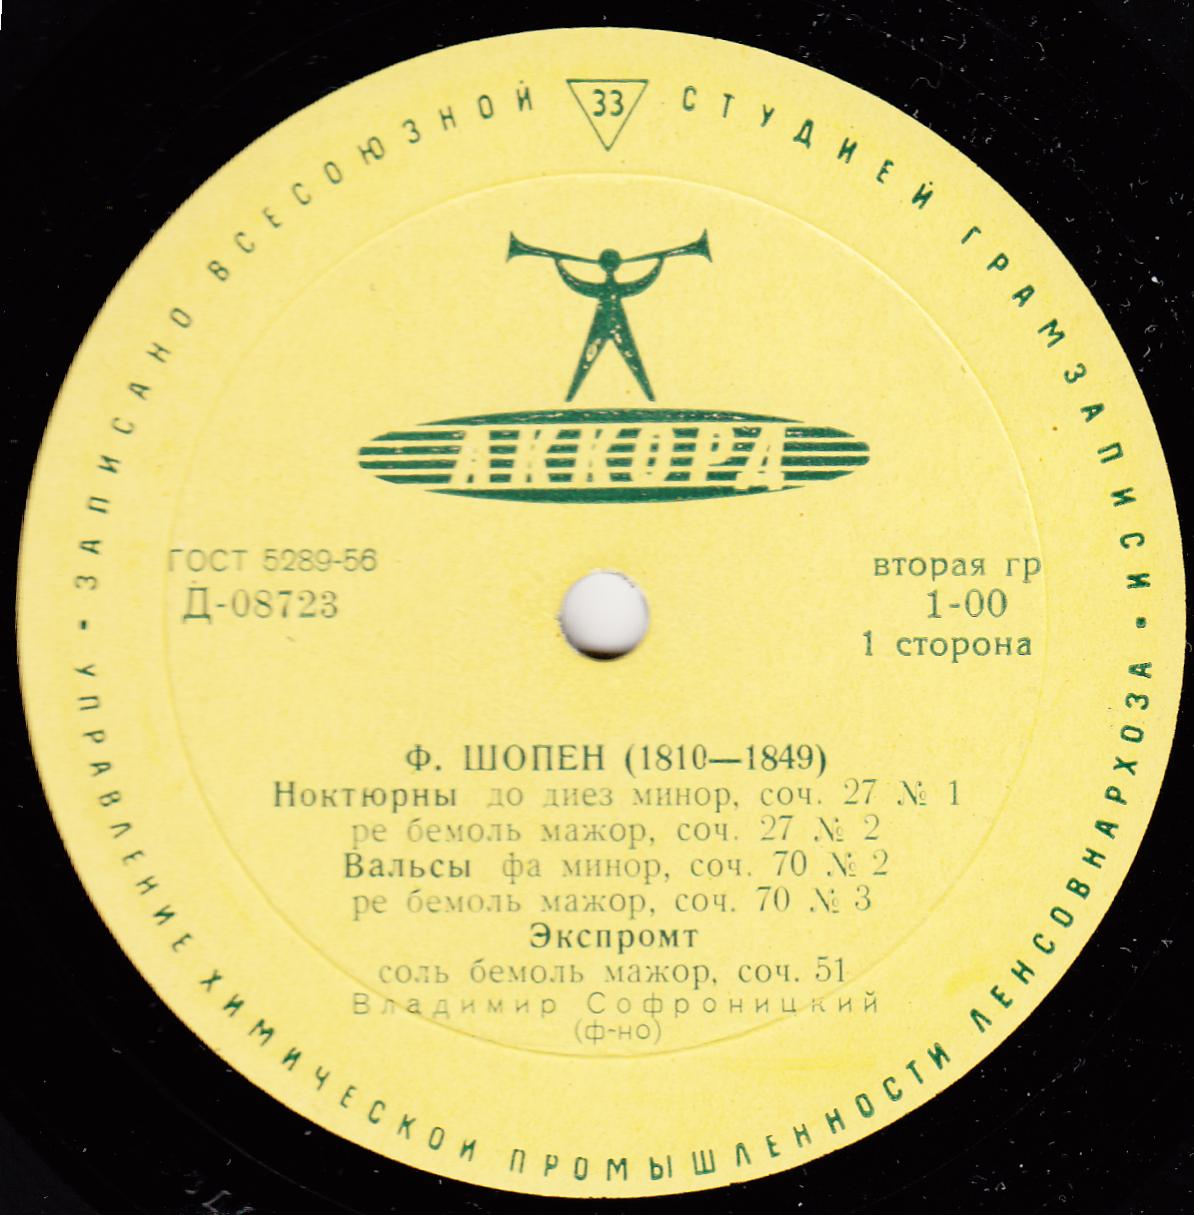 ЗАПИСАНО ВСЕСОЮЗНОЙ 33 СТУДИЕЙ ГРАМЗАПИСИ
АККОРД
ГОСТ 5289-56
Д-08723
вторая гр
1-00
1 сторона
Ф. ШОПЕН (1810—1849)
Ноктюрны до диез минор, соч. 27 № 1
ре бемоль мажор, соч. 27 № 2
Вальсы фа минор, соч. 70 № 2
ре бемоль мажор, соч. 70 № 3
Экспромт
соль бемоль мажор, соч. 51
Владимир Софроницкий
(ф-но)
УПРАВЛЕНИЕ ХИМИЧЕСКОЙ ПРОМЫШЛЕННОСТИ ЛЕНСОВНАРХОЗА